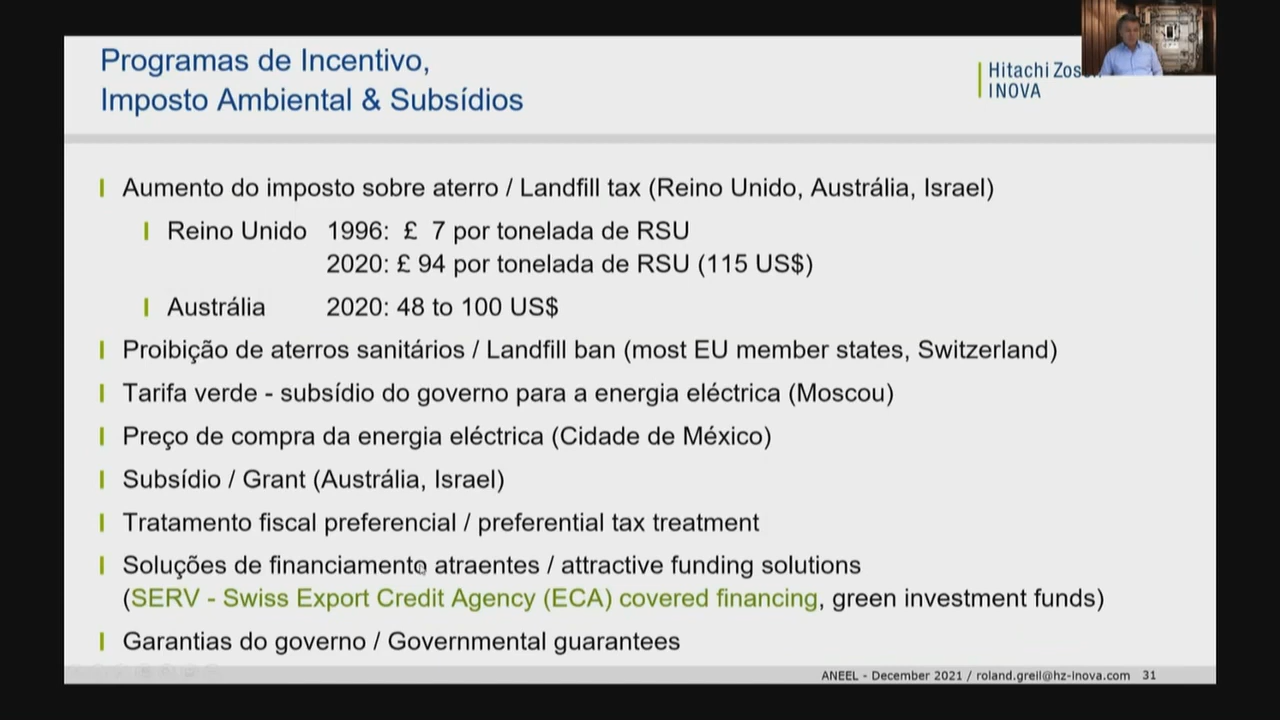 Programas de Incentivo,
Imposto Ambiental & Subsídios
Hitachi Zos
INOVA
Aumento do imposto sobre aterro / Landfill tax (Reino Unido, Austrália, Israel)
Reino Unido 1996: £ 7 por tonelada de RSU
2020: £ 94 por tonelada de RSU (115 US$)
Austrália 2020: 48 to 100 US$
Proibição de aterros sanitários / Landfill ban (most EU member states, Switzerland)
Tarifa verde - subsídio do governo para a energia eléctrica (Moscou)
Preço de compra da energia eléctrica (Cidade de México)
Subsídio / Grant (Austrália, Israel)
Tratamento fiscal preferencial / preferential tax treatment
Soluções de financiamento atraentes / attractive funding solutions
(SERV - Swiss Export Credit Agency (ECA) covered financing, green investment funds)
Garantias do governo / Governmental guarantees
ANEEL - December 2021 / roland.greil@hz-inova.com 31